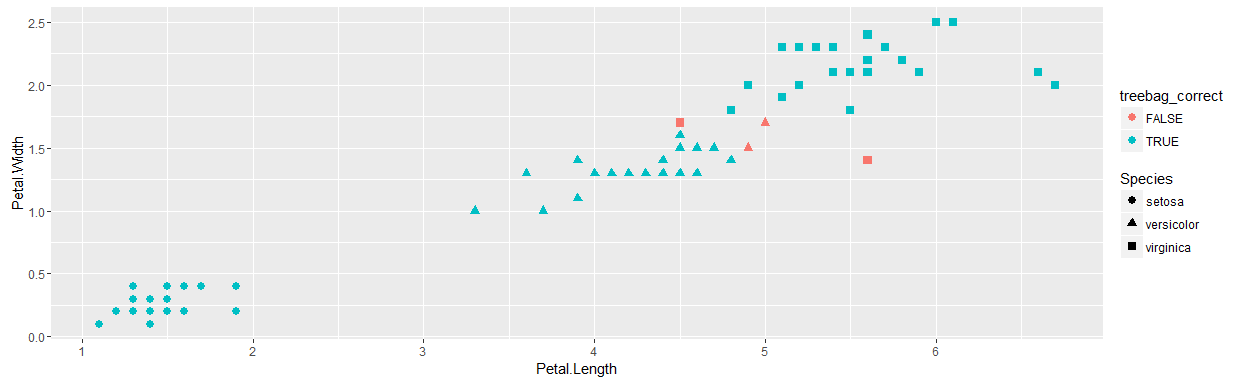 2.5
2.0
1.5
1.0
0.5
0.0
Petal.Width
1 2 3 4 5 6
Petal.Length
treebag_correct
FALSE
TRUE
Species
setosa
versicolor
virginica